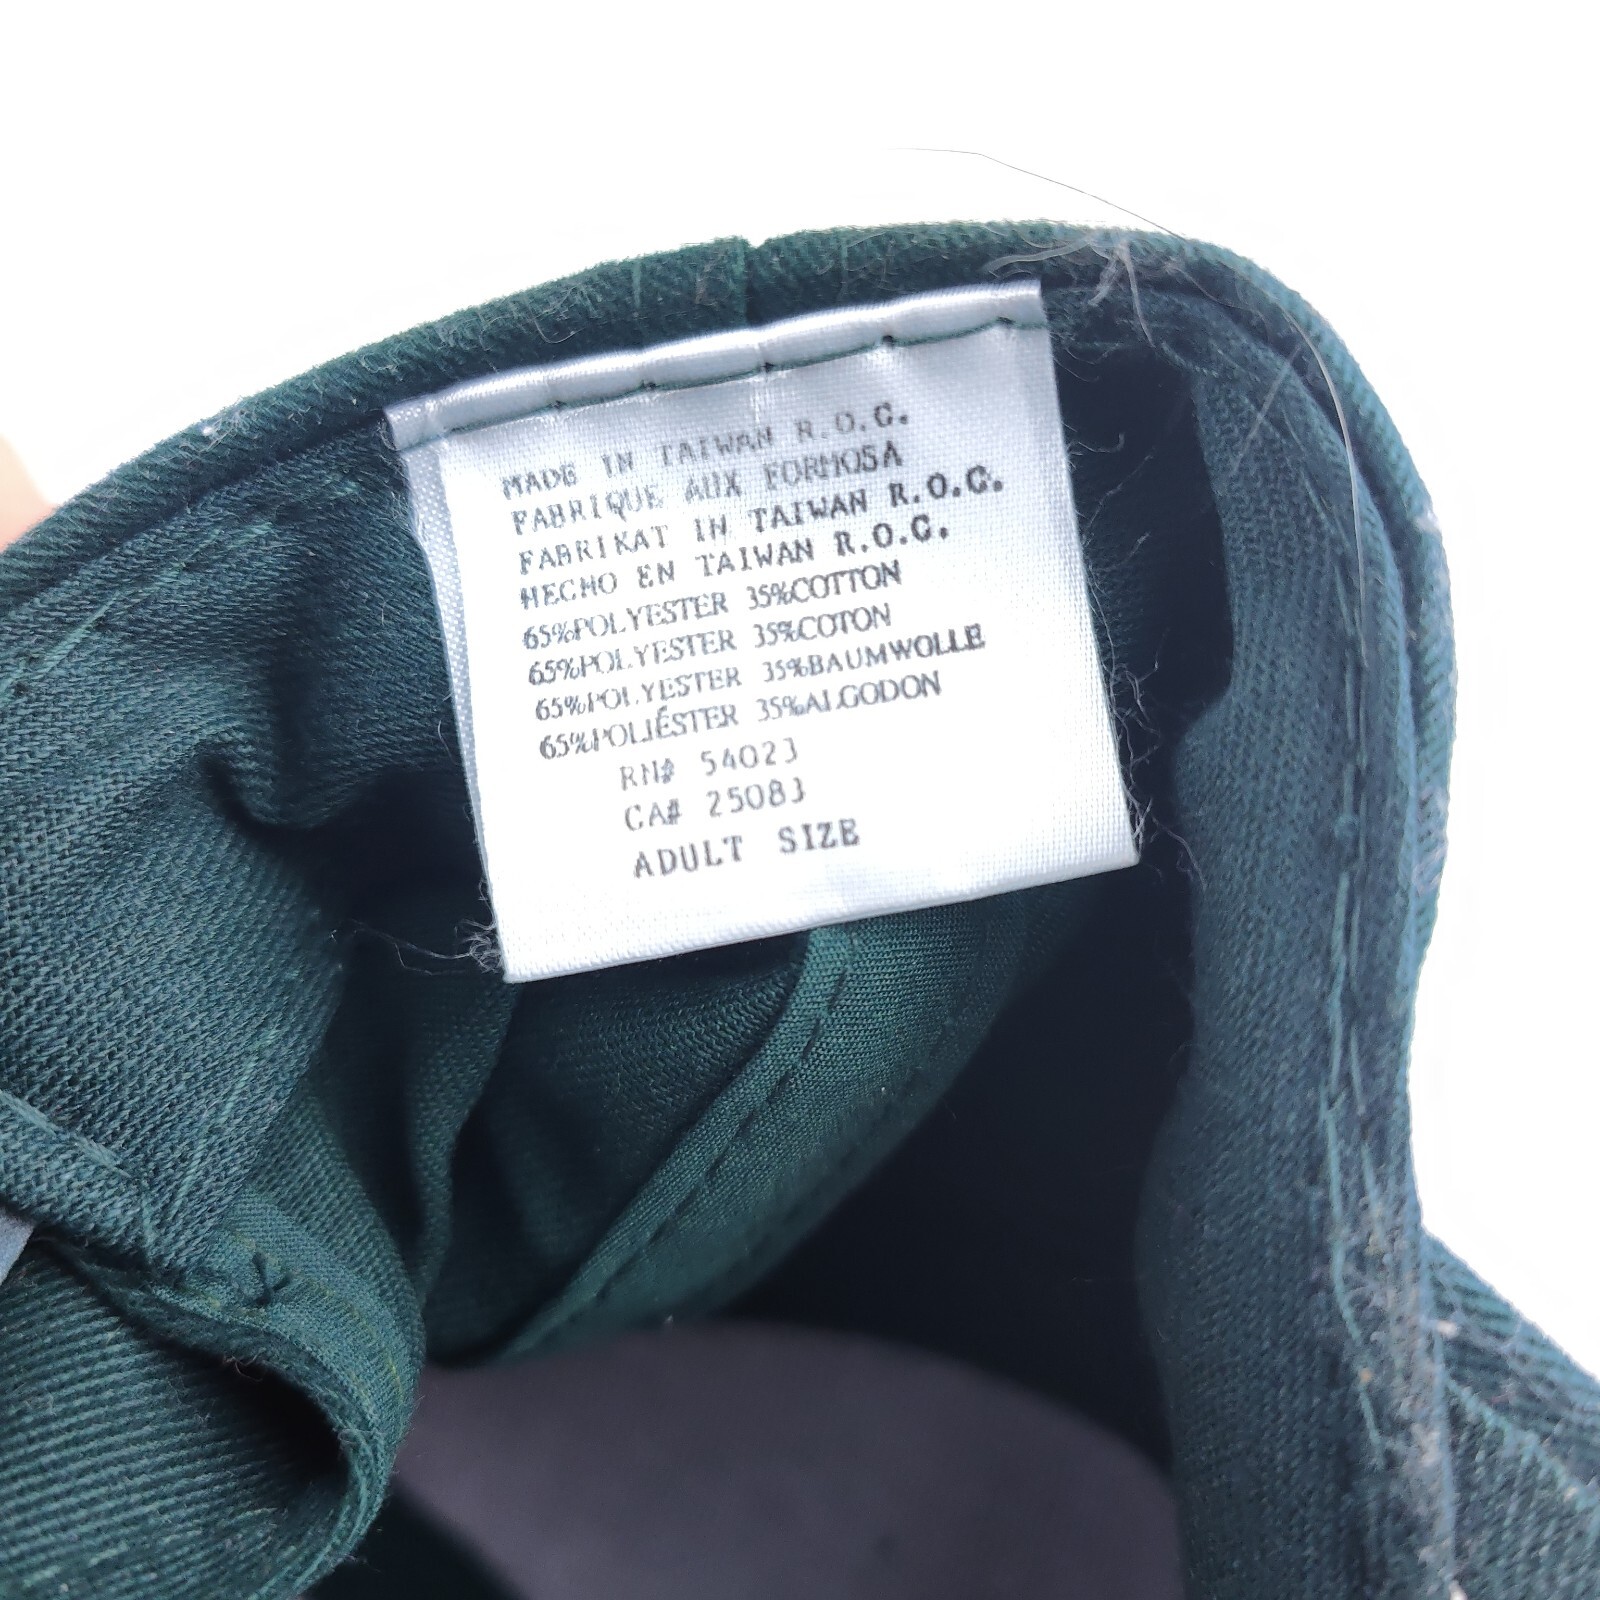 MADE IN TAIWAN R.O.C.
FABRIQUE AUX FORMOSA
FABRIKAT IN TAIWAN R.O.C.
HECHO EN TAIWAN R.O.C.
65%POLYESTER 35%COTTON
65%POLYESTER 35%COTON
65%POLYESTER 35%BAUMWOLLE
65%POLIÉSTER 35%ALGODON
RN# 54023
CA# 25083
ADULT SIZE